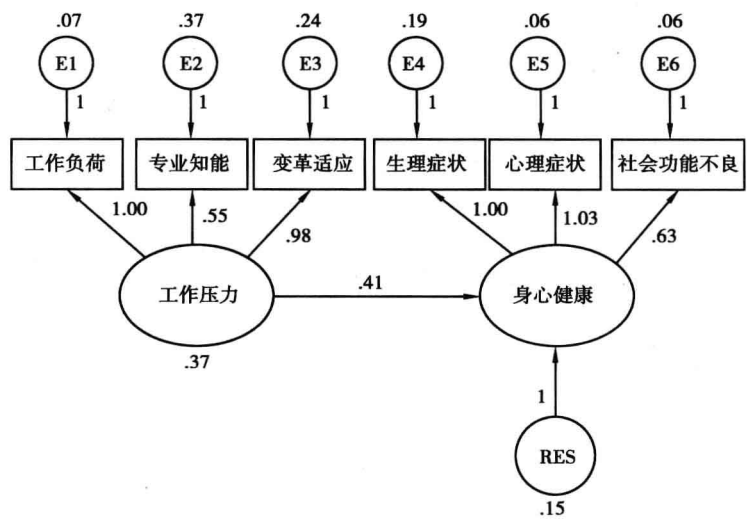 .07 .37 .24 .19 .06 .06
E1 E2 E3 E4 E5 E6
1 1 1 1 1 1
工作负荷 专业知能 变革适应 生理症状 心理症状 社会功能不良
1.00 .55 .98 1.00 1.03 .63
工作压力 .41 身心健康
.37
1
RES
.15